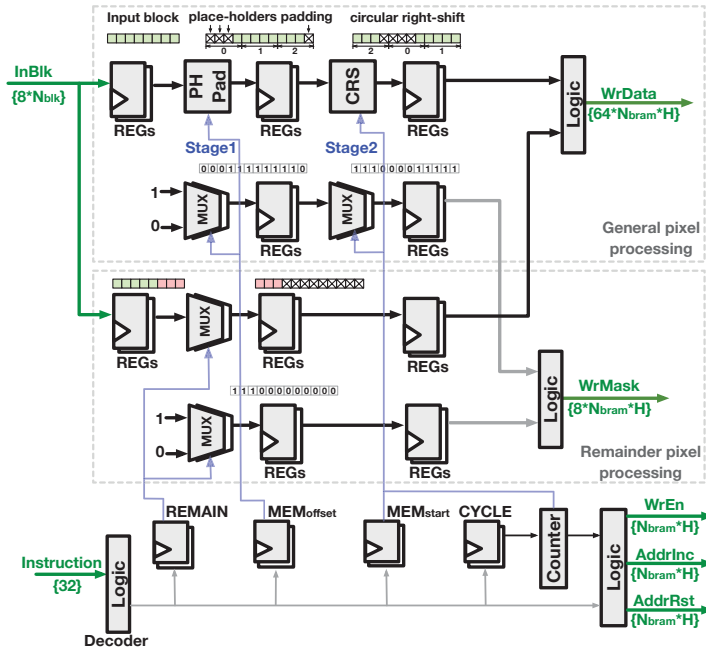 Input block
place-holders padding
circular right-shift
0 1 2
2 0 1
InBlk
{8*Nblk}
REGs
PH Pad
REGs
CRS
REGs
Logic
WrData
{64*Nbram*H}
Stage1
Stage2
0 0 0 1 1 1 1 1 1 1 1 0
1 1 1 0 0 0 0 1 1 1 1 1
1
0
MUX
REGs
MUX
REGs
General pixel
processing
REGs
MUX
REGs
REGs
Logic
WrMask
{8*Nbram*H}
1 1 1 0 0 0 0 0 0 0 0 0
1
0
MUX
REGs
REGs
Remainder pixel
processing
REMAIN
MEMoffset
MEMstart
CYCLE
Counter
Logic
WrEn
{Nbram*H}
AddrInc
{Nbram*H}
AddrRst
{Nbram*H}
Instruction
{32}
Logic
Decoder